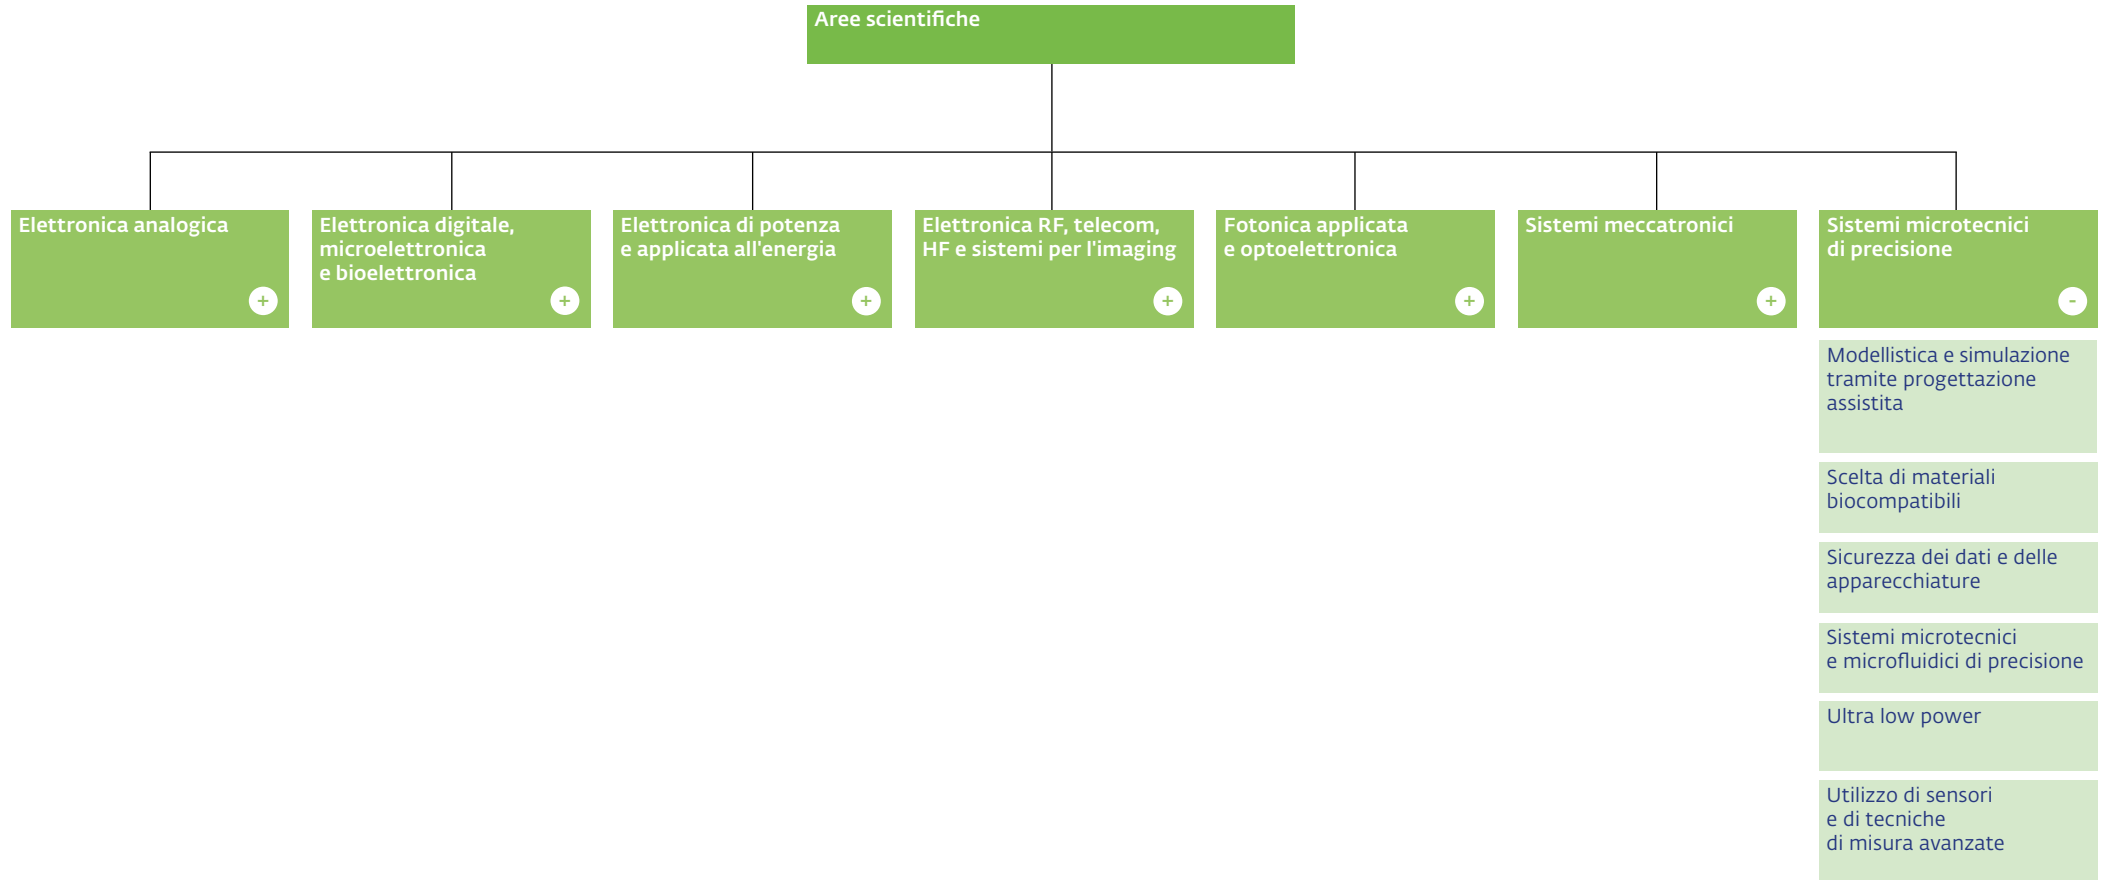 Aree scientifiche
Elettronica analogica
+
Elettronica digitale,
microelettronica
e bioelettronica
+
Elettronica di potenza
e applicata all'energia
+
Elettronica RF, telecom,
HF e sistemi per l'imaging
+
Fotonica applicata
e optoelettronica
+
Sistemi meccatronici
+
Sistemi microtecnici
di precisione
-
Modellistica e simulazione
tramite progettazione
assistita
Scelta di materiali
biocompatibili
Sicurezza dei dati e delle
apparecchiature
Sistemi microtecnici
e microfluidici di precisione
Ultra low power
Utilizzo di sensori
e di tecniche
di misura avanzate